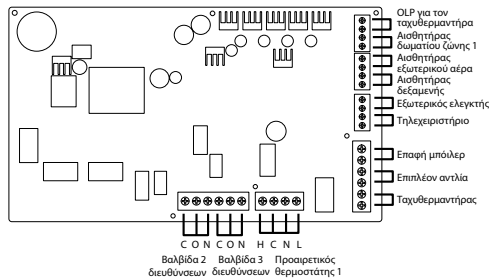 OLP για τον
ταχυθερμαντήρα
Αισθητήρας
δωματίου ζώνης 1
Αισθητήρας
εξωτερικού αέρα
Αισθητήρας
δεξαμενής
Εξωτερικός ελεγκτής
Τηλεχειριστήριο
Επαφή μπόιλερ
Επιπλέον αντλία
Ταχυθερμαντήρας
C O N C O N H C N L
Βαλβίδα 2 Βαλβίδα 3 Προαιρετικός
διευθύνσεων διευθύνσεων θερμοστάτης 1